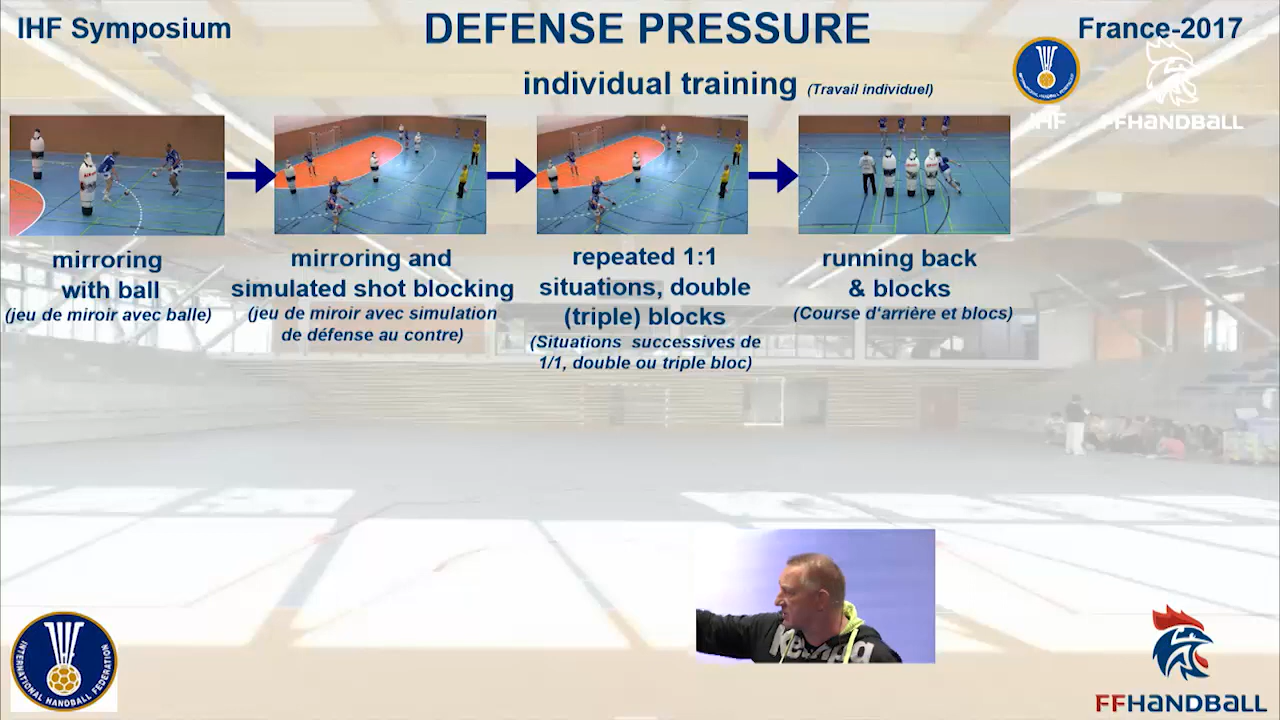 IHF Symposium
DEFENSE PRESSURE
France-2017
individual training (Travail individuel)
IHF
FFHANDBALL
mirroring
with ball
(jeu de miroir avec balle)
mirroring and
simulated shot blocking
(jeu de miroir avec simulation
de défense au contre)
repeated 1:1
situations, double
(triple) blocks
(Situations successives de
1/1, double ou triple bloc)
running back
& blocks
(Course d'arrière et blocs)
Kempa
INTERNATIONAL HANDBALL FEDERATION
FFHANDBALL